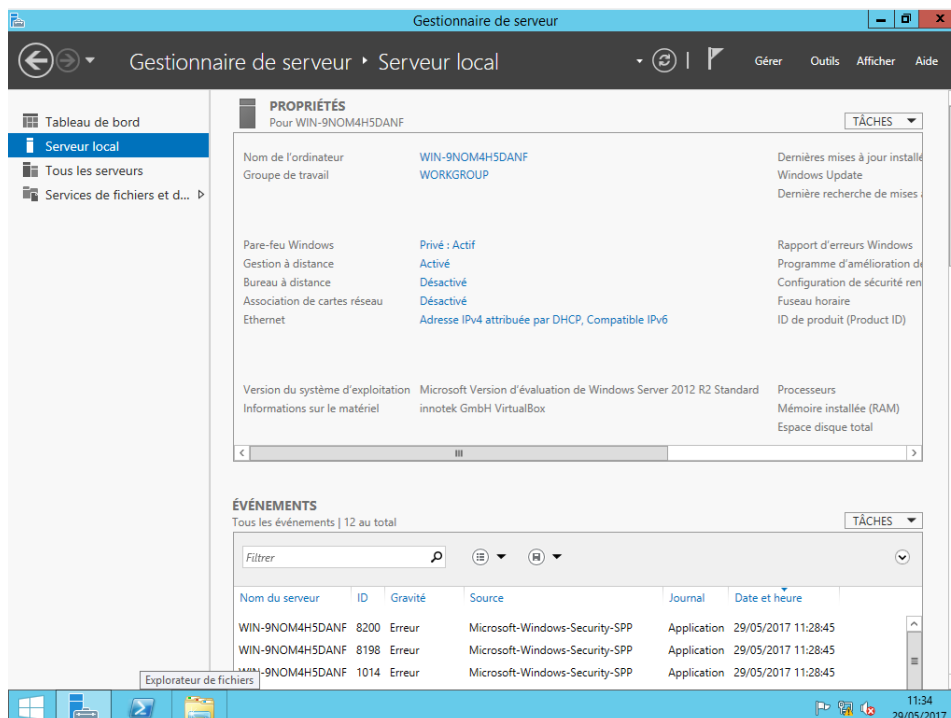 Gestionnaire de serveur
Gestionnaire de serveur ‣ Serveur local
Gérer Outils Afficher Aide
Tableau de bord
Serveur local
Tous les serveurs
Services de fichiers et d...
PROPRIÉTÉS
Pour WIN-9NOM4H5DANF
TÂCHES
Nom de l'ordinateur WIN-9NOM4H5DANF Dernières mises à jour installé
Groupe de travail WORKGROUP Windows Update
Dernière recherche de mises
Pare-feu Windows Privé : Actif Rapport d'erreurs Windows
Gestion à distance Activé Programme d'amélioration de
Bureau à distance Désactivé Configuration de sécurité ren
Association de cartes réseau Désactivé Fuseau horaire
Ethernet Adresse IPv4 attribuée par DHCP, Compatible IPv6 ID de produit (Product ID)
Version du système d'exploitation Microsoft Version d'évaluation de Windows Server 2012 R2 Standard Processeurs
Informations sur le matériel innotek GmbH VirtualBox Mémoire installée (RAM)
Espace disque total
ÉVÉNEMENTS
Tous les événements | 12 au total
TÂCHES
Filtrer
Nom du serveur ID Gravité Source Journal Date et heure
WIN-9NOM4H5DANF 8200 Erreur Microsoft-Windows-Security-SPP Application 29/05/2017 11:28:45
WIN-9NOM4H5DANF 8198 Erreur Microsoft-Windows-Security-SPP Application 29/05/2017 11:28:45
WIN-9NOM4H5DANF 1014 Erreur Microsoft-Windows-Security-SPP Application 29/05/2017 11:28:45
Explorateur de fichiers
11:34
29/05/2017